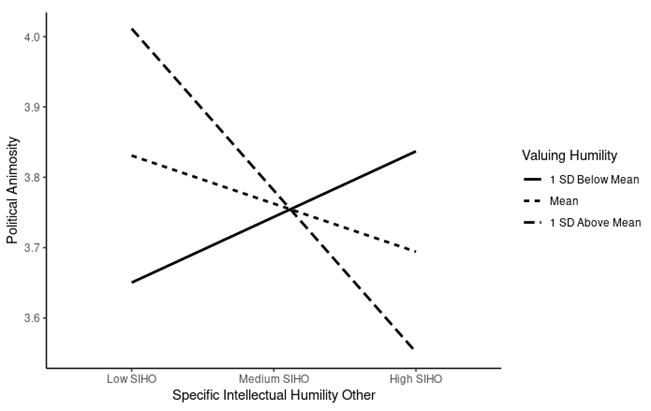 Political Animosity
4.0
3.9
3.8
3.7
3.6
Low SIHO
Medium SIHO
High SIHO
Specific Intellectual Humility Other
Valuing Humility
1 SD Below Mean
Mean
1 SD Above Mean